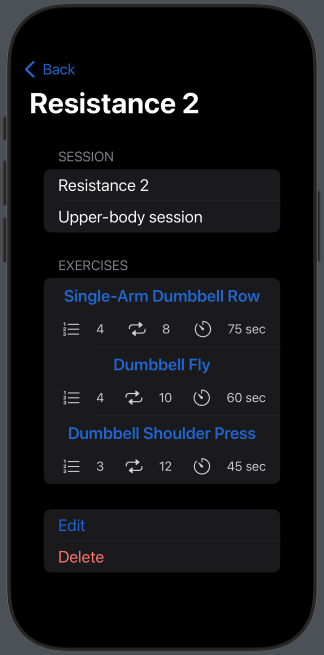 Back
Resistance 2
SESSION
Resistance 2
Upper-body session
EXERCISES
Single-Arm Dumbbell Row
4 8 75 sec
Dumbbell Fly
4 10 60 sec
Dumbbell Shoulder Press
3 12 45 sec
Edit
Delete